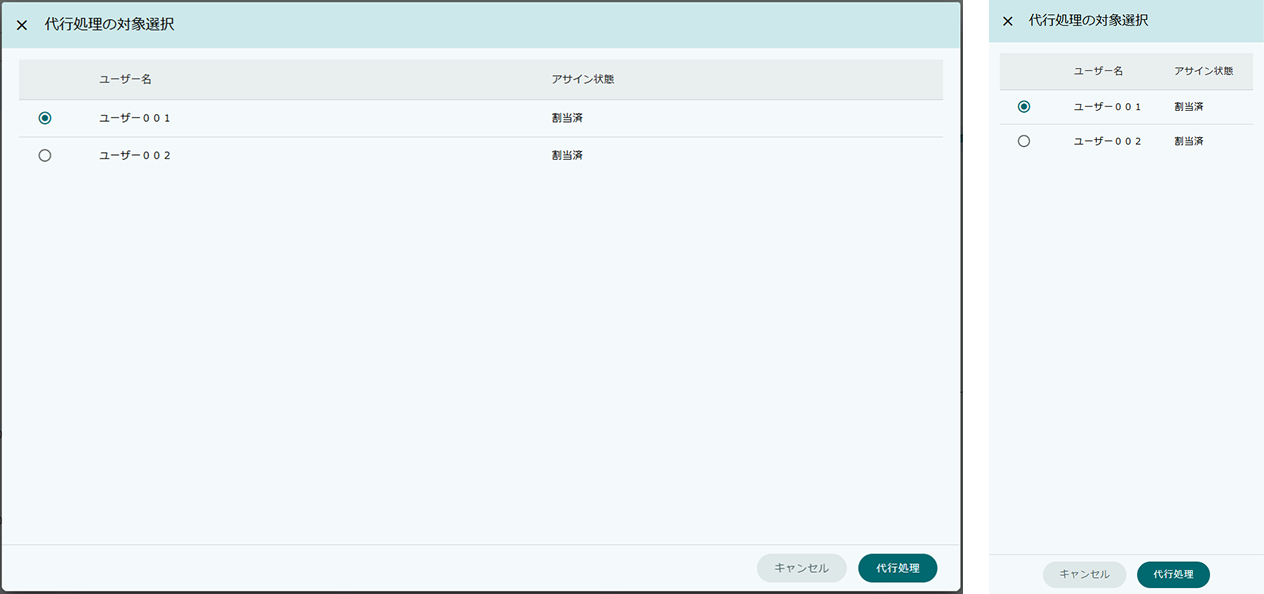 代行処理の対象選択
ユーザー名 アサイン状態
ユーザー００１ 割当済
ユーザー００２ 割当済
キャンセル 代行処理
代行処理の対象選択
ユーザー名 アサイン状態
ユーザー００１ 割当済
ユーザー００２ 割当済
キャンセル 代行処理